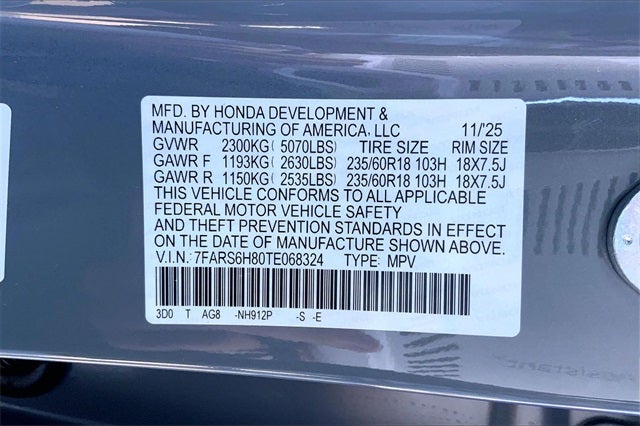 MFD. BY HONDA DEVELOPMENT &
MANUFACTURING OF AMERICA, LLC 11/'25
GVWR 2300KG( 5070LBS) TIRE SIZE RIM SIZE
GAWR F 1193KG( 2630LBS) 235/60R18 103H 18X7.5J
GAWR R 1150KG( 2535LBS) 235/60R18 103H 18X7.5J
THIS VEHICLE CONFORMS TO ALL APPLICABLE
FEDERAL MOTOR VEHICLE SAFETY
AND THEFT PREVENTION STANDARDS IN EFFECT
ON THE DATE OF MANUFACTURE SHOWN ABOVE.
V.I.N.: 7FARS6H80TE068324 TYPE: MPV
3D0 T AG8 -NH912P -S -E